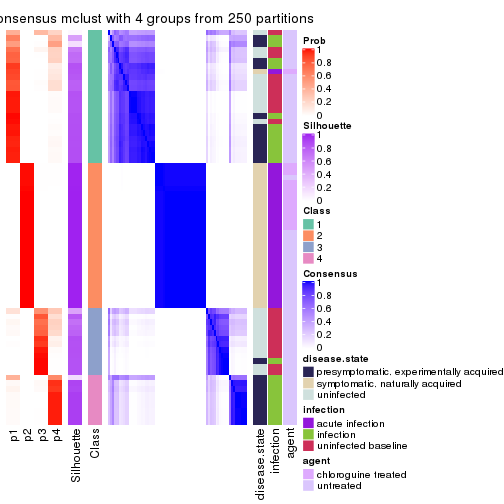 onsensus mclust with 4 groups from 250 partitions
Prob
1
0.8
0.6
0.4
0.2
0
Silhouette
1
0.8
0.6
0.4
0.2
0
Class
1
2
3
4
Consensus
1
0.8
0.6
0.4
0.2
0
disease.state
presymptomatic. experimentally acquired
symptomatic. naturally acquired
uninfected
infection
acute infection
infection
uninfected baseline
agent
chloroguine treated
untreated
p1
p2
p3
p4
Silhouette
Class
disease.state
infection
agent